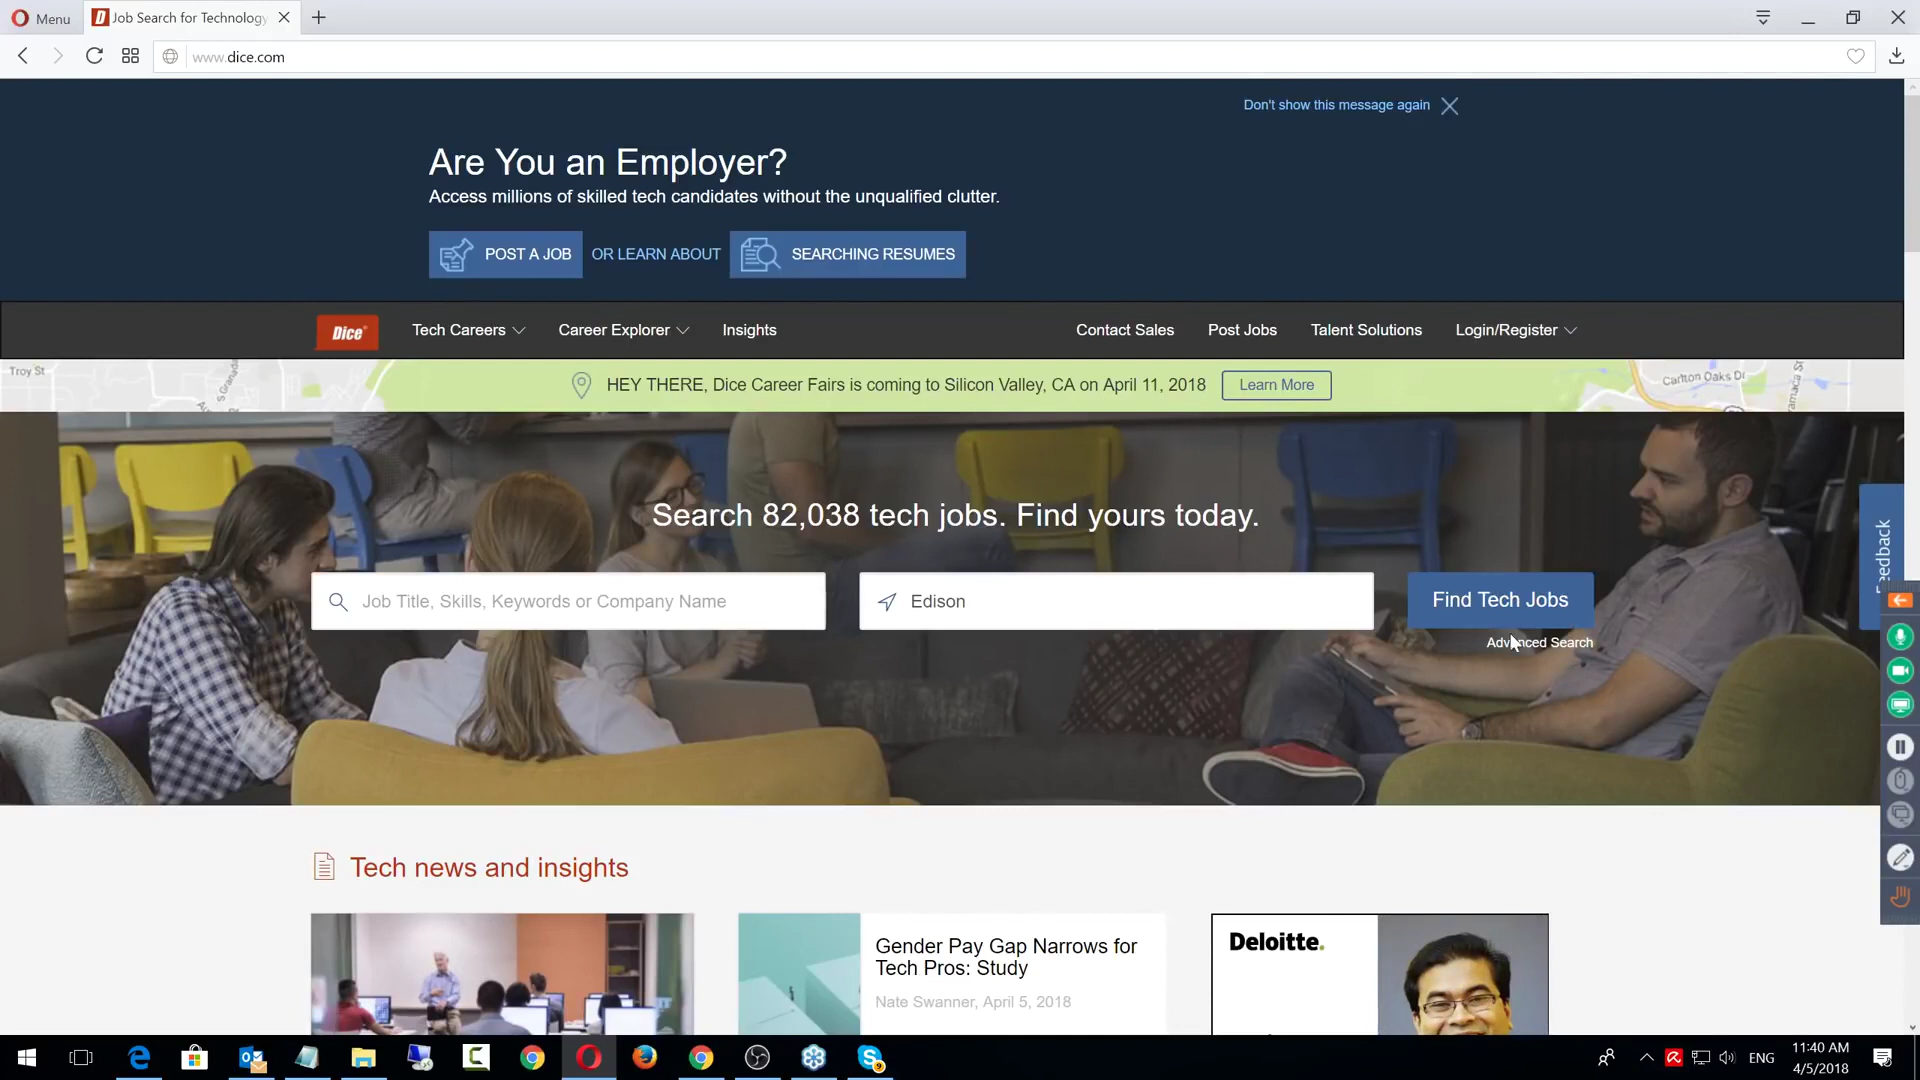 Menu
Job Search for Technology
www.dice.com
Don't show this message again
Are You an Employer?
Access millions of skilled tech candidates without the unqualified clutter.
POST A JOB
OR LEARN ABOUT
SEARCHING RESUMES
Dice
Tech Careers
Career Explorer
Insights
Contact Sales
Post Jobs
Talent Solutions
Login/Register
Troy St
HEY THERE, Dice Career Fairs is coming to Silicon Valley, CA on April 11, 2018
Learn More
Carlton Oaks Dr
Search 82,038 tech jobs. Find yours today.
Job Title, Skills, Keywords or Company Name
Edison
Find Tech Jobs
Advanced Search
Feedback
Tech news and insights
Gender Pay Gap Narrows for
Tech Pros: Study
Nate Swanner, April 5, 2018
Deloitte.
9
ENG
11:40 AM
4/5/2018